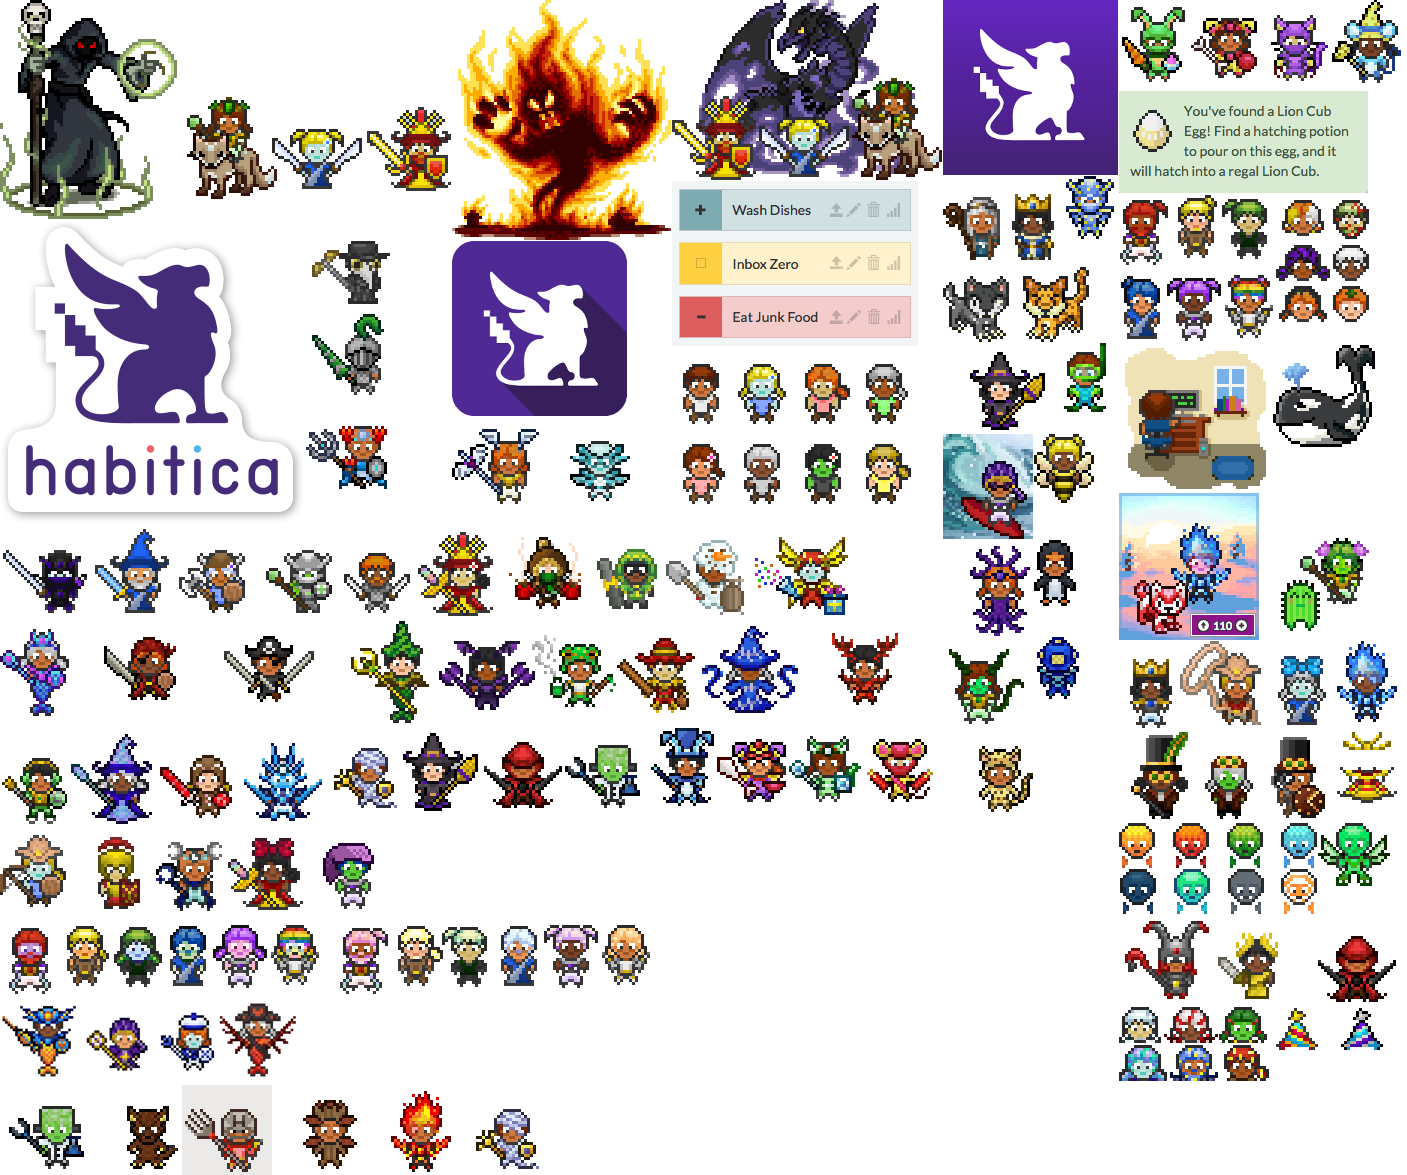 You've found a Lion Cub
Egg! Find a hatching potion
to pour on this egg, and it
will hatch into a regal Lion Cub.
Wash Dishes
Inbox Zero
Eat Junk Food
habitica
110